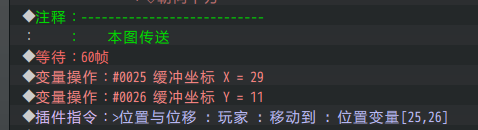 ◆注释：--------------------------
：　　：　　本图传送
◆等待：60帧
◆变量操作：#0025 缓冲坐标 X = 29
◆变量操作：#0026 缓冲坐标 Y = 11
◆插件指令：>位置与位移 : 玩家 : 移动到 : 位置变量[25,26]